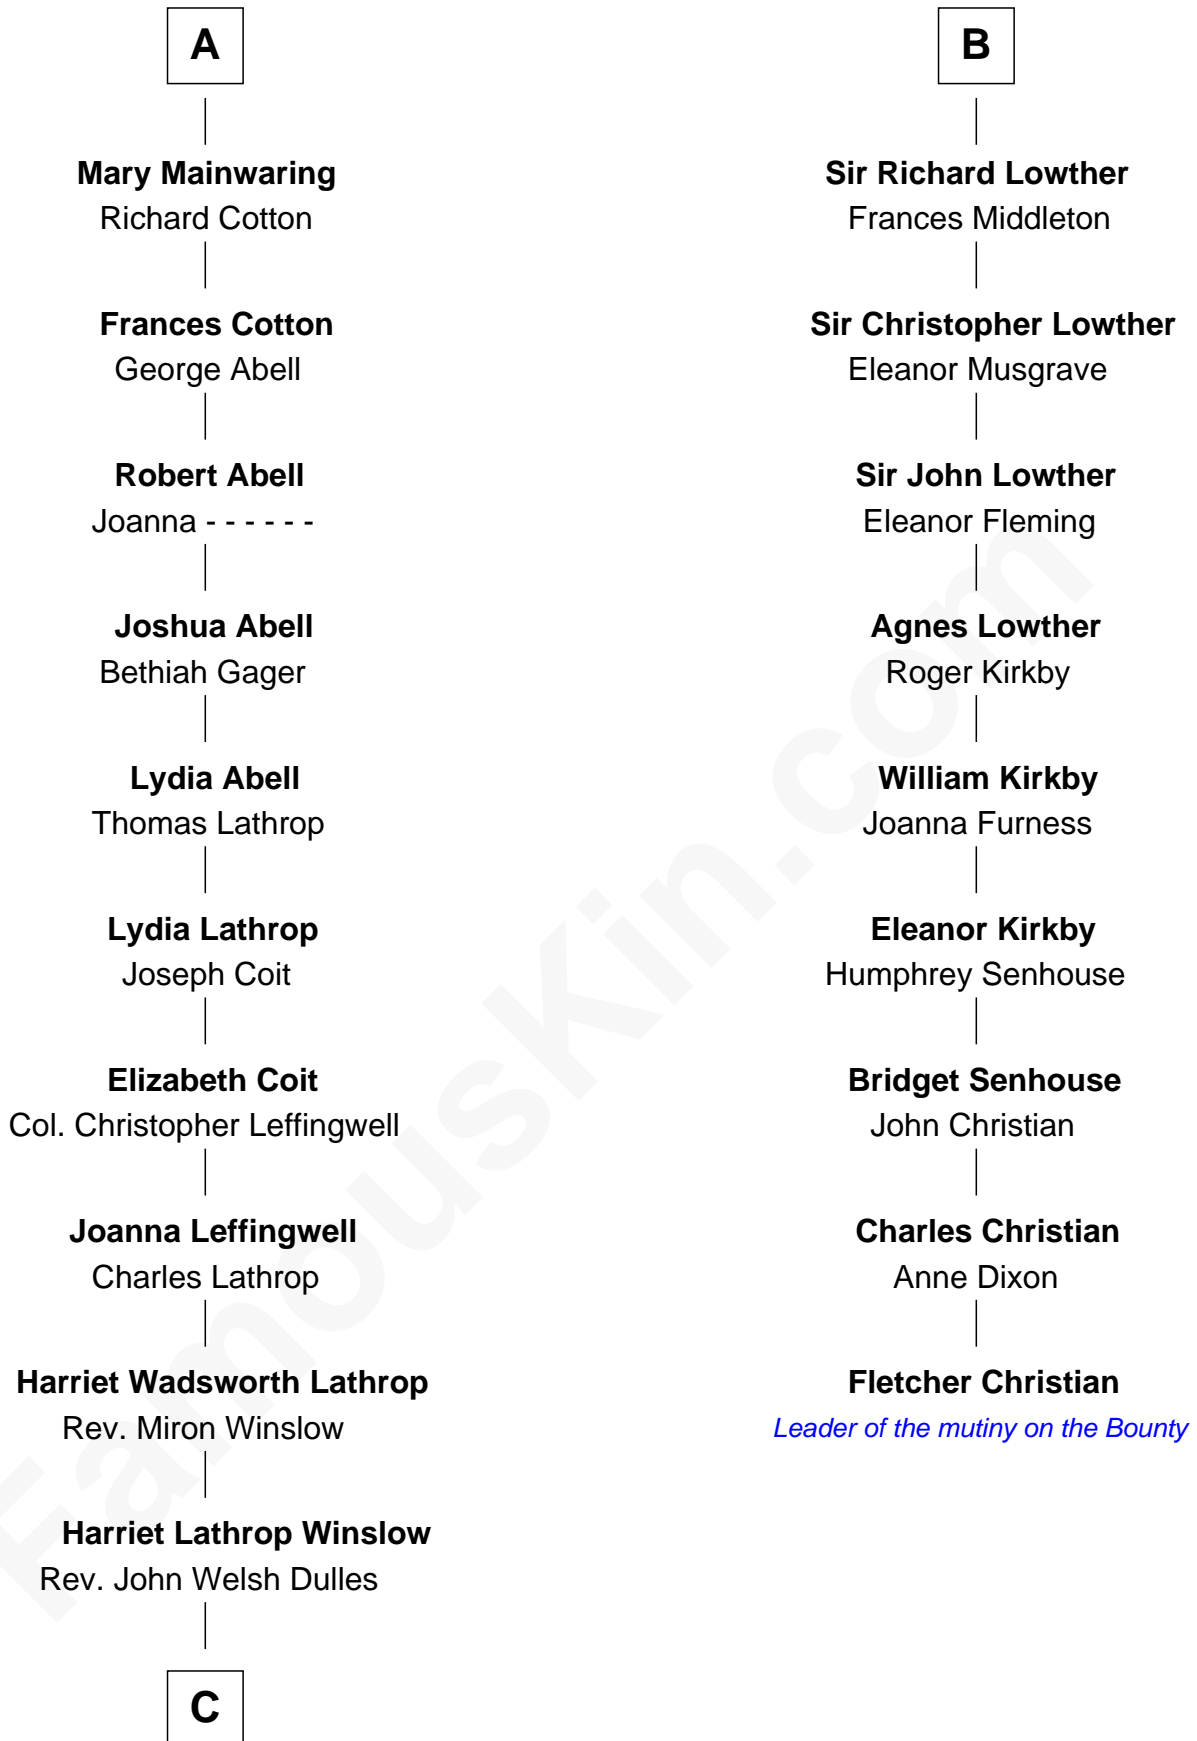 A
Mary Mainwaring
Richard Cotton
Frances Cotton
George Abell
Robert Abell
Joanna - - - - - -
Joshua Abell
Bethiah Gager
Lydia Abell
Thomas Lathrop
Lydia Lathrop
Joseph Coit
Elizabeth Coit
Col. Christopher Leffingwell
Joanna Leffingwell
Charles Lathrop
Harriet Wadsworth Lathrop
Rev. Miron Winslow
Harriet Lathrop Winslow
Rev. John Welsh Dulles
C
B
Sir Richard Lowther
Frances Middleton
Sir Christopher Lowther
Eleanor Musgrave
Sir John Lowther
Eleanor Fleming
Agnes Lowther
Roger Kirkby
William Kirkby
Joanna Furness
Eleanor Kirkby
Humphrey Senhouse
Bridget Senhouse
John Christian
Charles Christian
Anne Dixon
Fletcher Christian
Leader of the mutiny on the Bounty
FamousKin.com